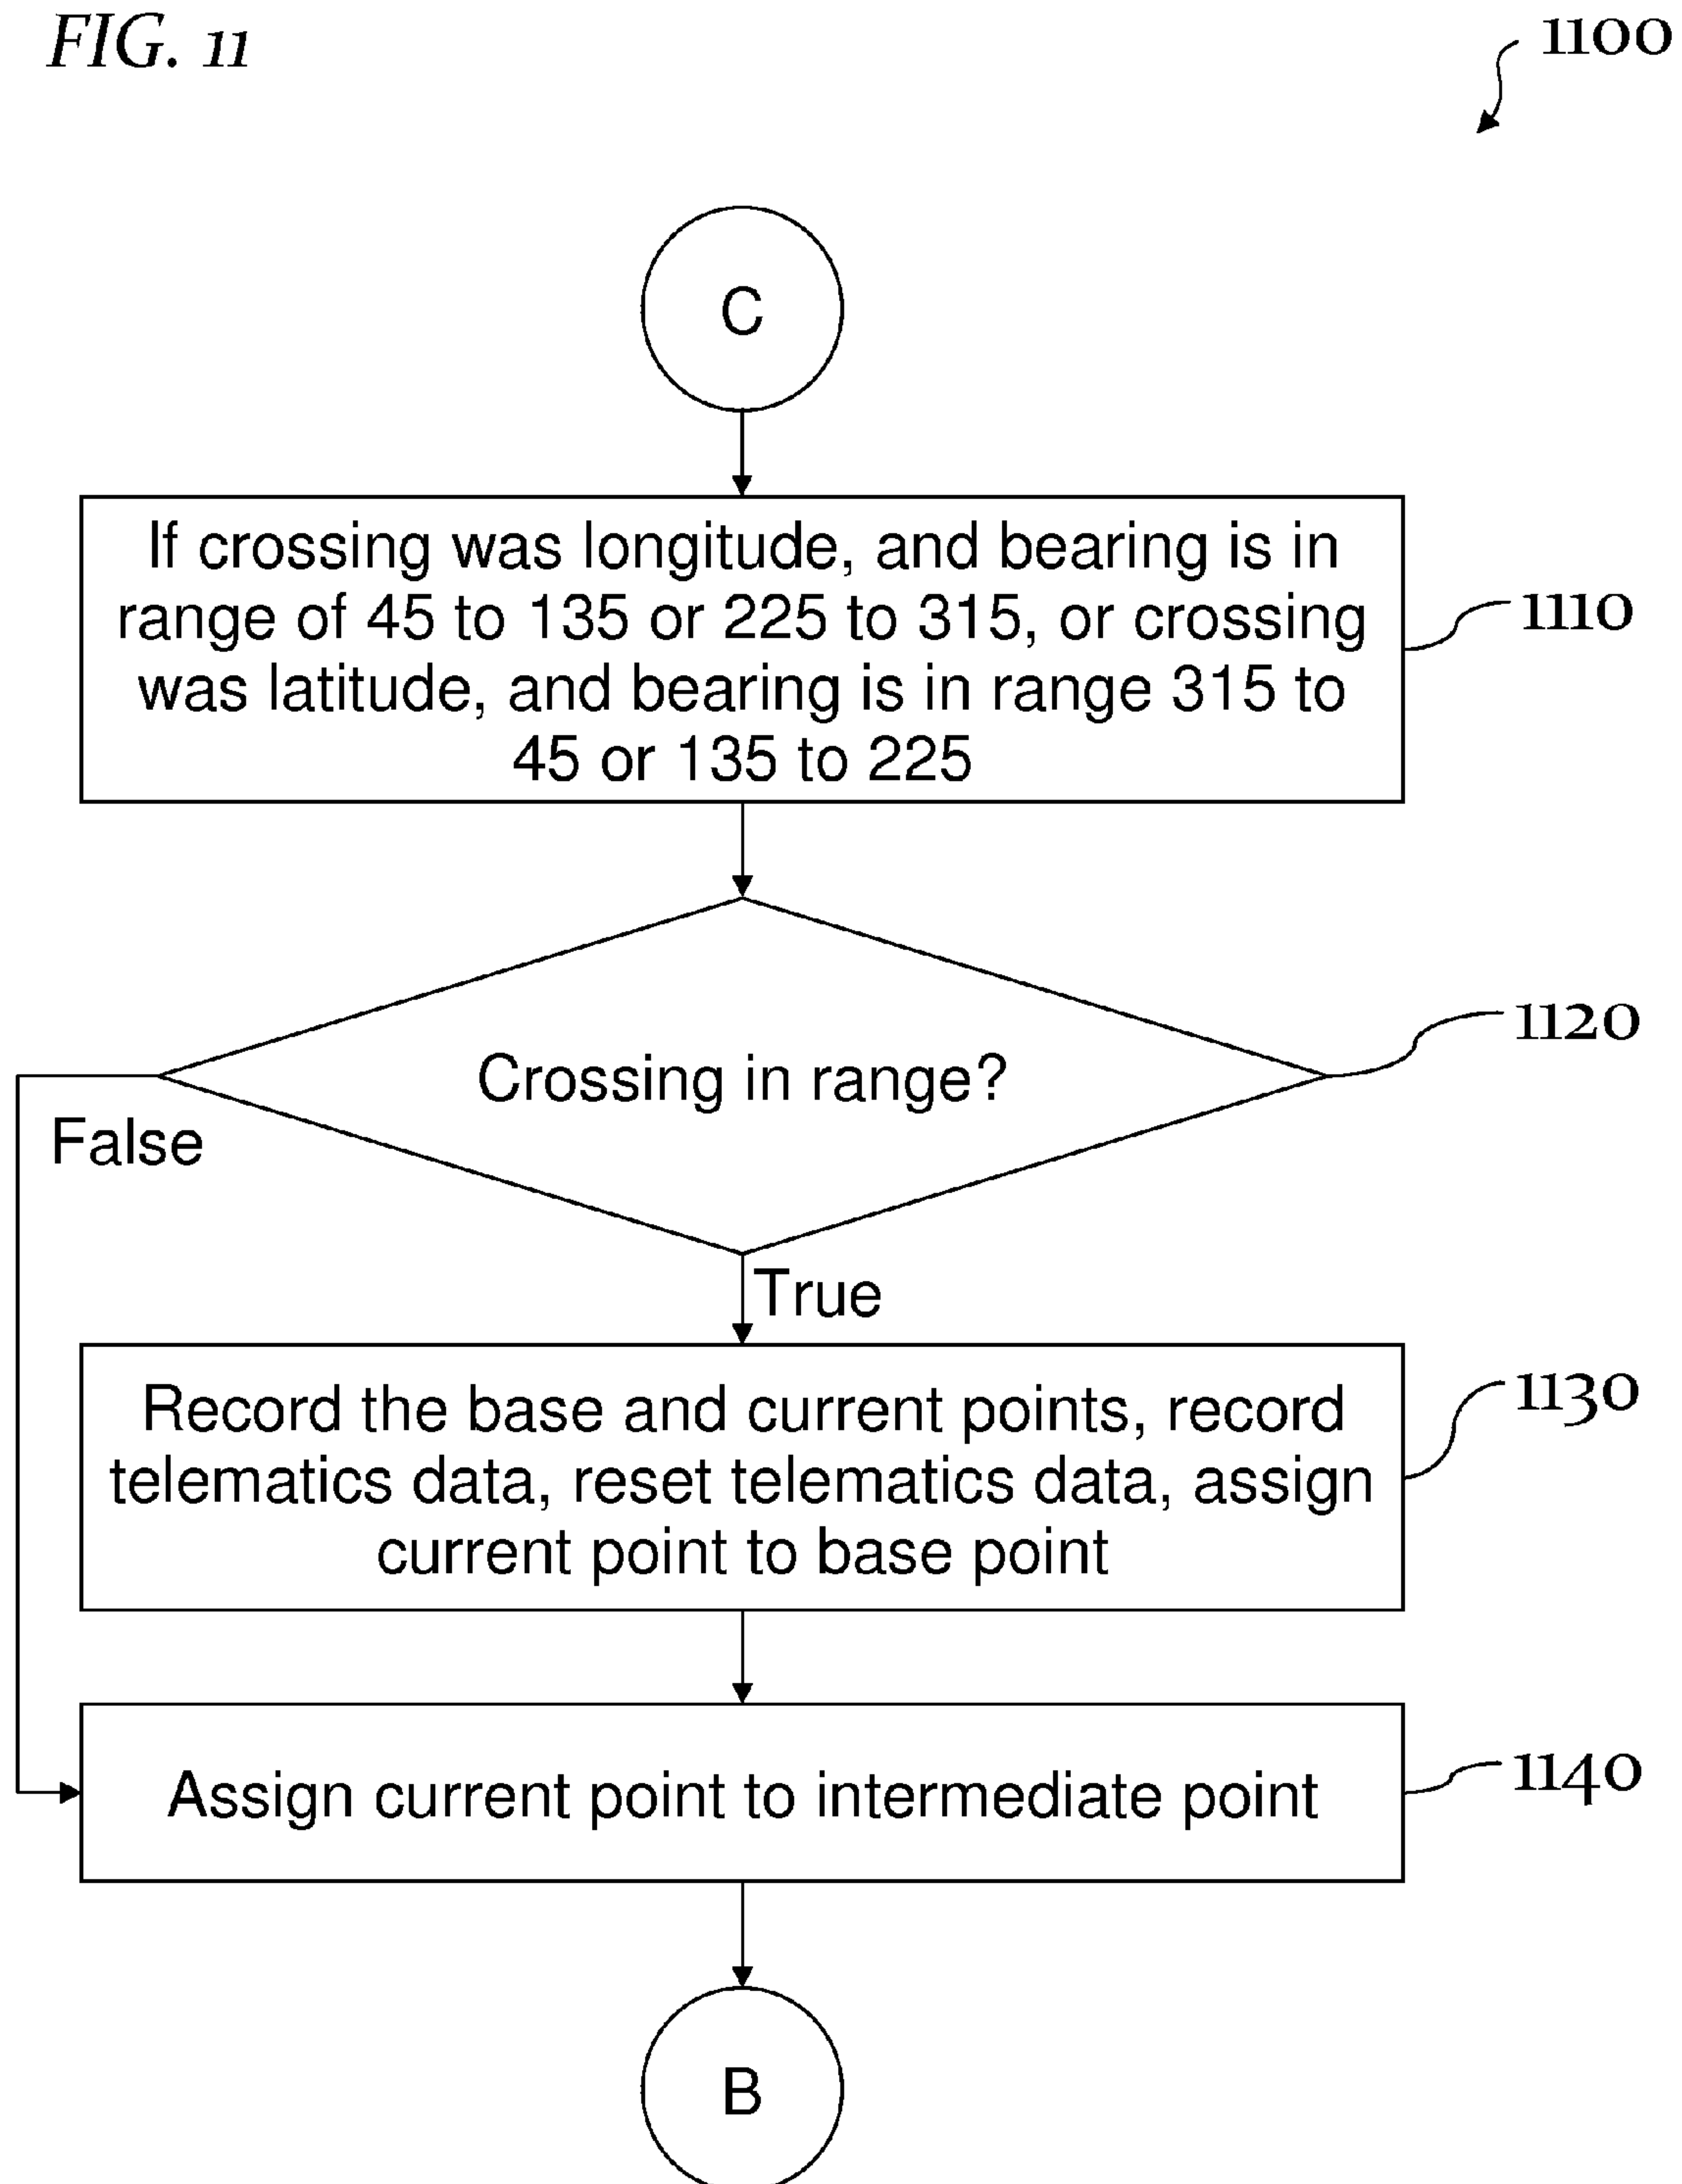 FIG. 11
1100
C
If crossing was longitude, and bearing is in
range of 45 to 135 or 225 to 315, or crossing
was latitude, and bearing is in range 315 to
45 or 135 to 225
1110
Crossing in range?
1120
False
True
Record the base and current points, record
telematics data, reset telematics data, assign
current point to base point
1130
Assign current point to intermediate point
1140
B